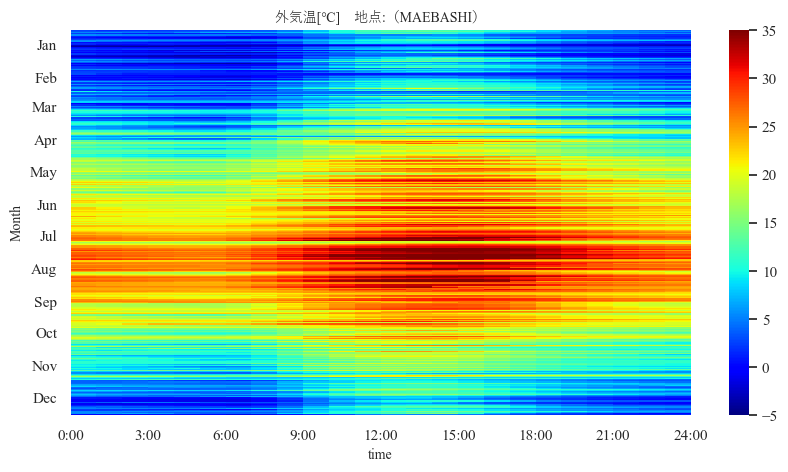 外気温[℃] 地点:（MAEBASHI）
Month
Jan
Feb
Mar
Apr
May
Jun
Jul
Aug
Sep
Oct
Nov
Dec
0:00 3:00 6:00 9:00 12:00 15:00 18:00 21:00 24:00
time
35
30
25
20
15
10
5
0
−5